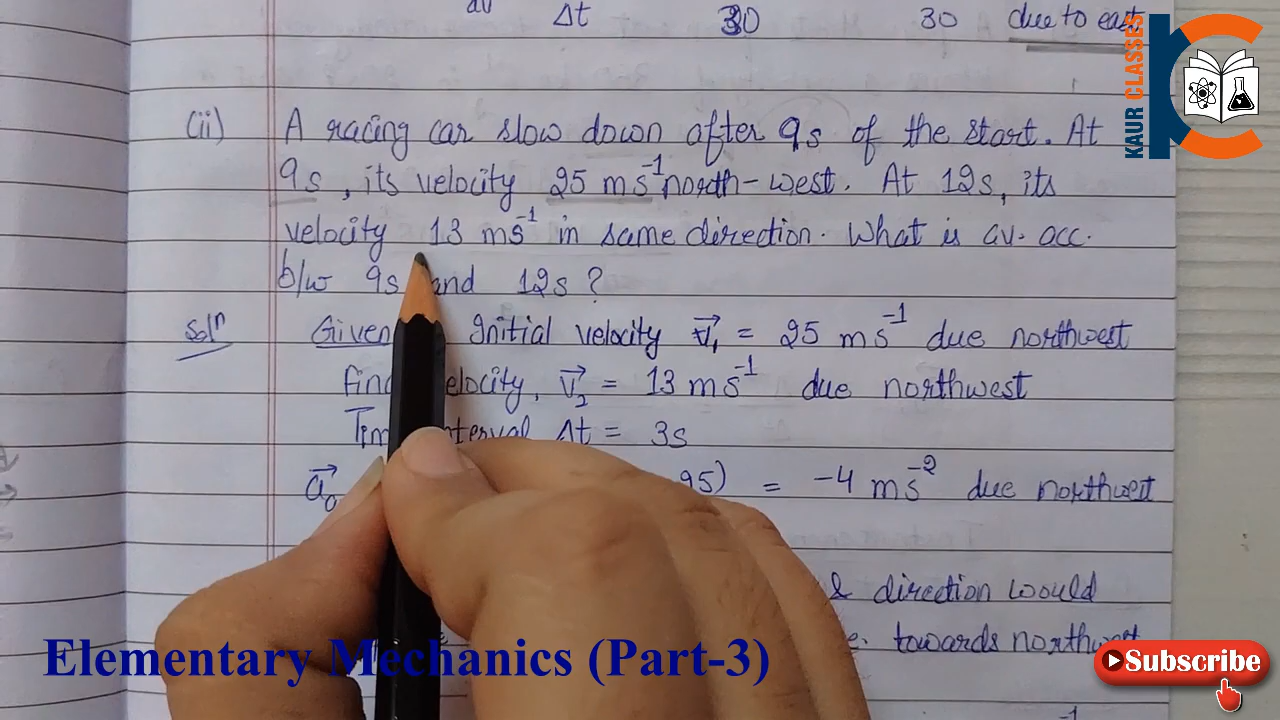 Δt 30 30 due to east
KAUR CLASSES
(ii) A racing car slow down after 9s of the start. At
9s, its velocity 25 ms⁻¹ north-west. At 12s, its
velocity 13 ms⁻¹ in same direction. What is av. acc.
b/w 9s and 12s?
Solⁿ Given Initial velocity v⃗₁ = 25 ms⁻¹ due northwest
velocity, v⃗₂ = 13 ms⁻¹ due northwest
interval Δt = 3s
= -4 ms⁻² due northwest
& direction would
towards northwest
Elementary Mechanics (Part-3)
Subscribe